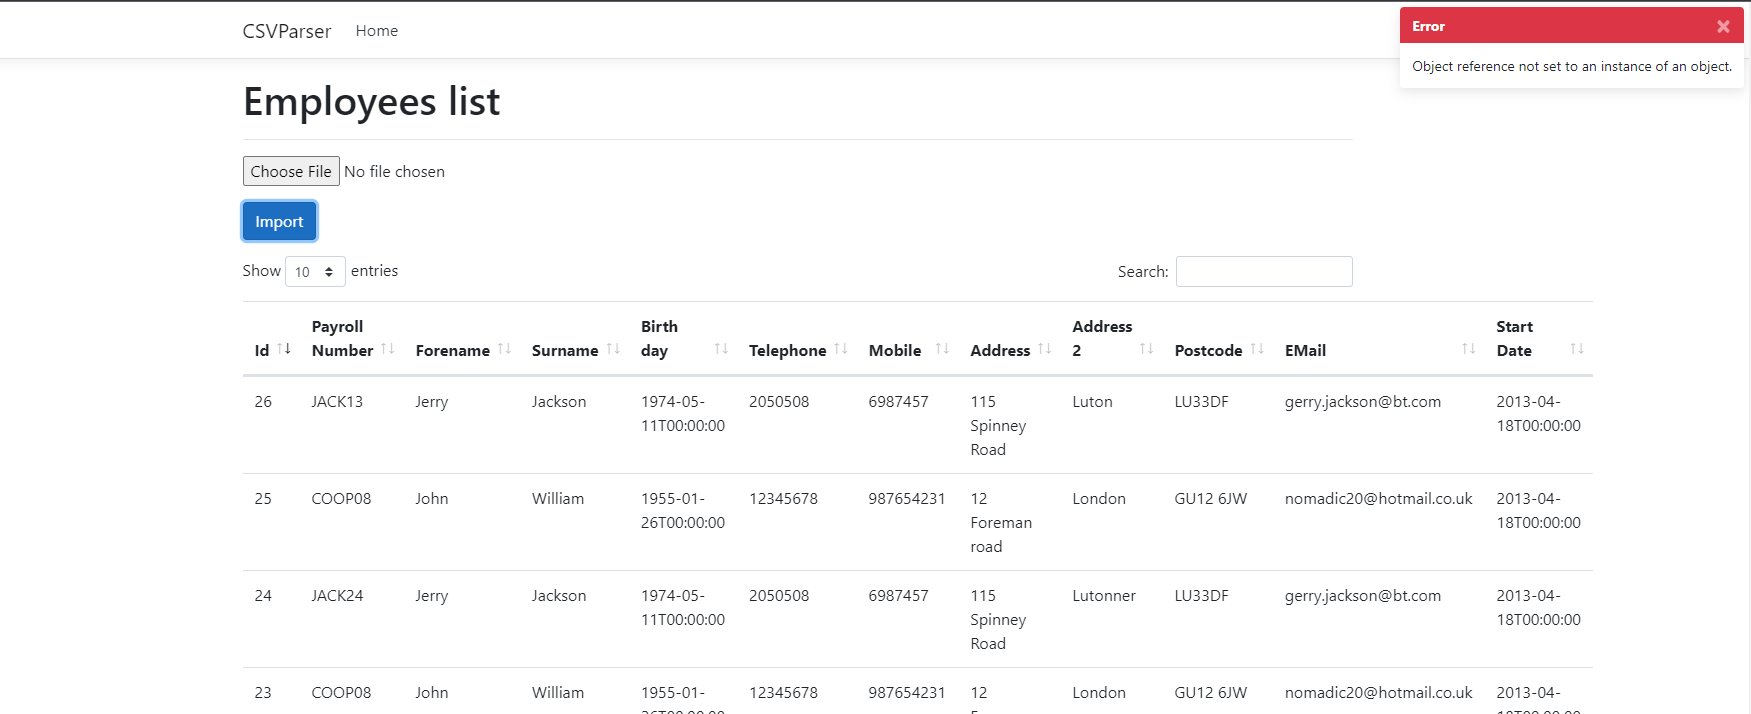 CSVParser Home
Error ×
Object reference not set to an instance of an object.
Employees list
Choose File No file chosen
Import
Show 10 entries Search:
Id Payroll Number Forename Surname Birth day Telephone Mobile Address Address 2 Postcode EMail Start Date
26 JACK13 Jerry Jackson 1974-05-11T00:00:00 2050508 6987457 115 Spinney Road Luton LU33DF gerry.jackson@bt.com 2013-04-18T00:00:00
25 COOP08 John William 1955-01-26T00:00:00 12345678 987654231 12 Foreman road London GU12 6JW nomadic20@hotmail.co.uk 2013-04-18T00:00:00
24 JACK24 Jerry Jackson 1974-05-11T00:00:00 2050508 6987457 115 Spinney Road Lutonner LU33DF gerry.jackson@bt.com 2013-04-18T00:00:00
23 COOP08 John William 1955-01- 12345678 987654231 12 London GU12 6JW nomadic20@hotmail.co.uk 2013-04-